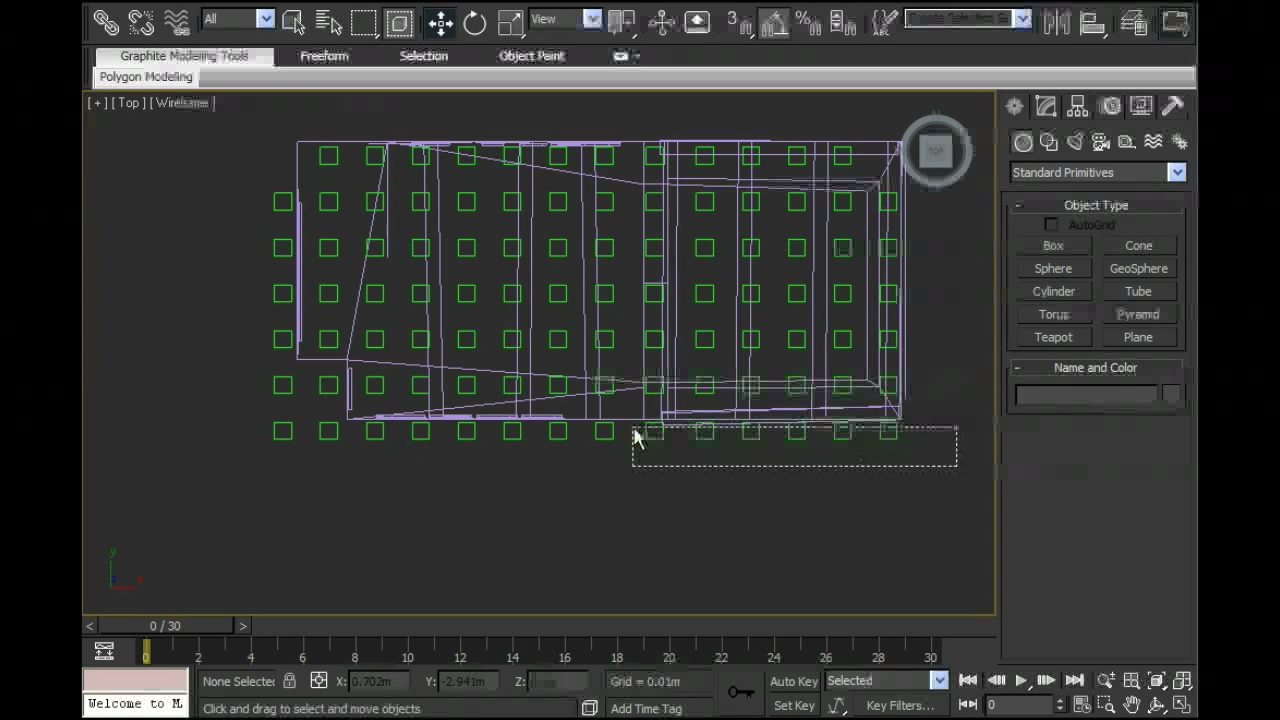 All
View
3
%
Graphite Modeling Tools
Freeform
Selection
Object Paint
Polygon Modeling
[ + ] [ Top ] [ Wireframe ]
TOP
Standard Primitives
Object Type
AutoGrid
Box
Cone
Sphere
GeoSphere
Cylinder
Tube
Torus
Pyramid
Teapot
Plane
Name and Color
y
z
x
< 0 / 30 >
0 2 4 6 8 10 12 14 16 18 20 22 24 26 28 30
None Selected
X: 0.702m
Y: -2.941m
Z:
Grid = 0.01m
Auto Key
Selected
Welcome to M
Click and drag to select and move objects
Add Time Tag
Set Key
Key Filters...
0